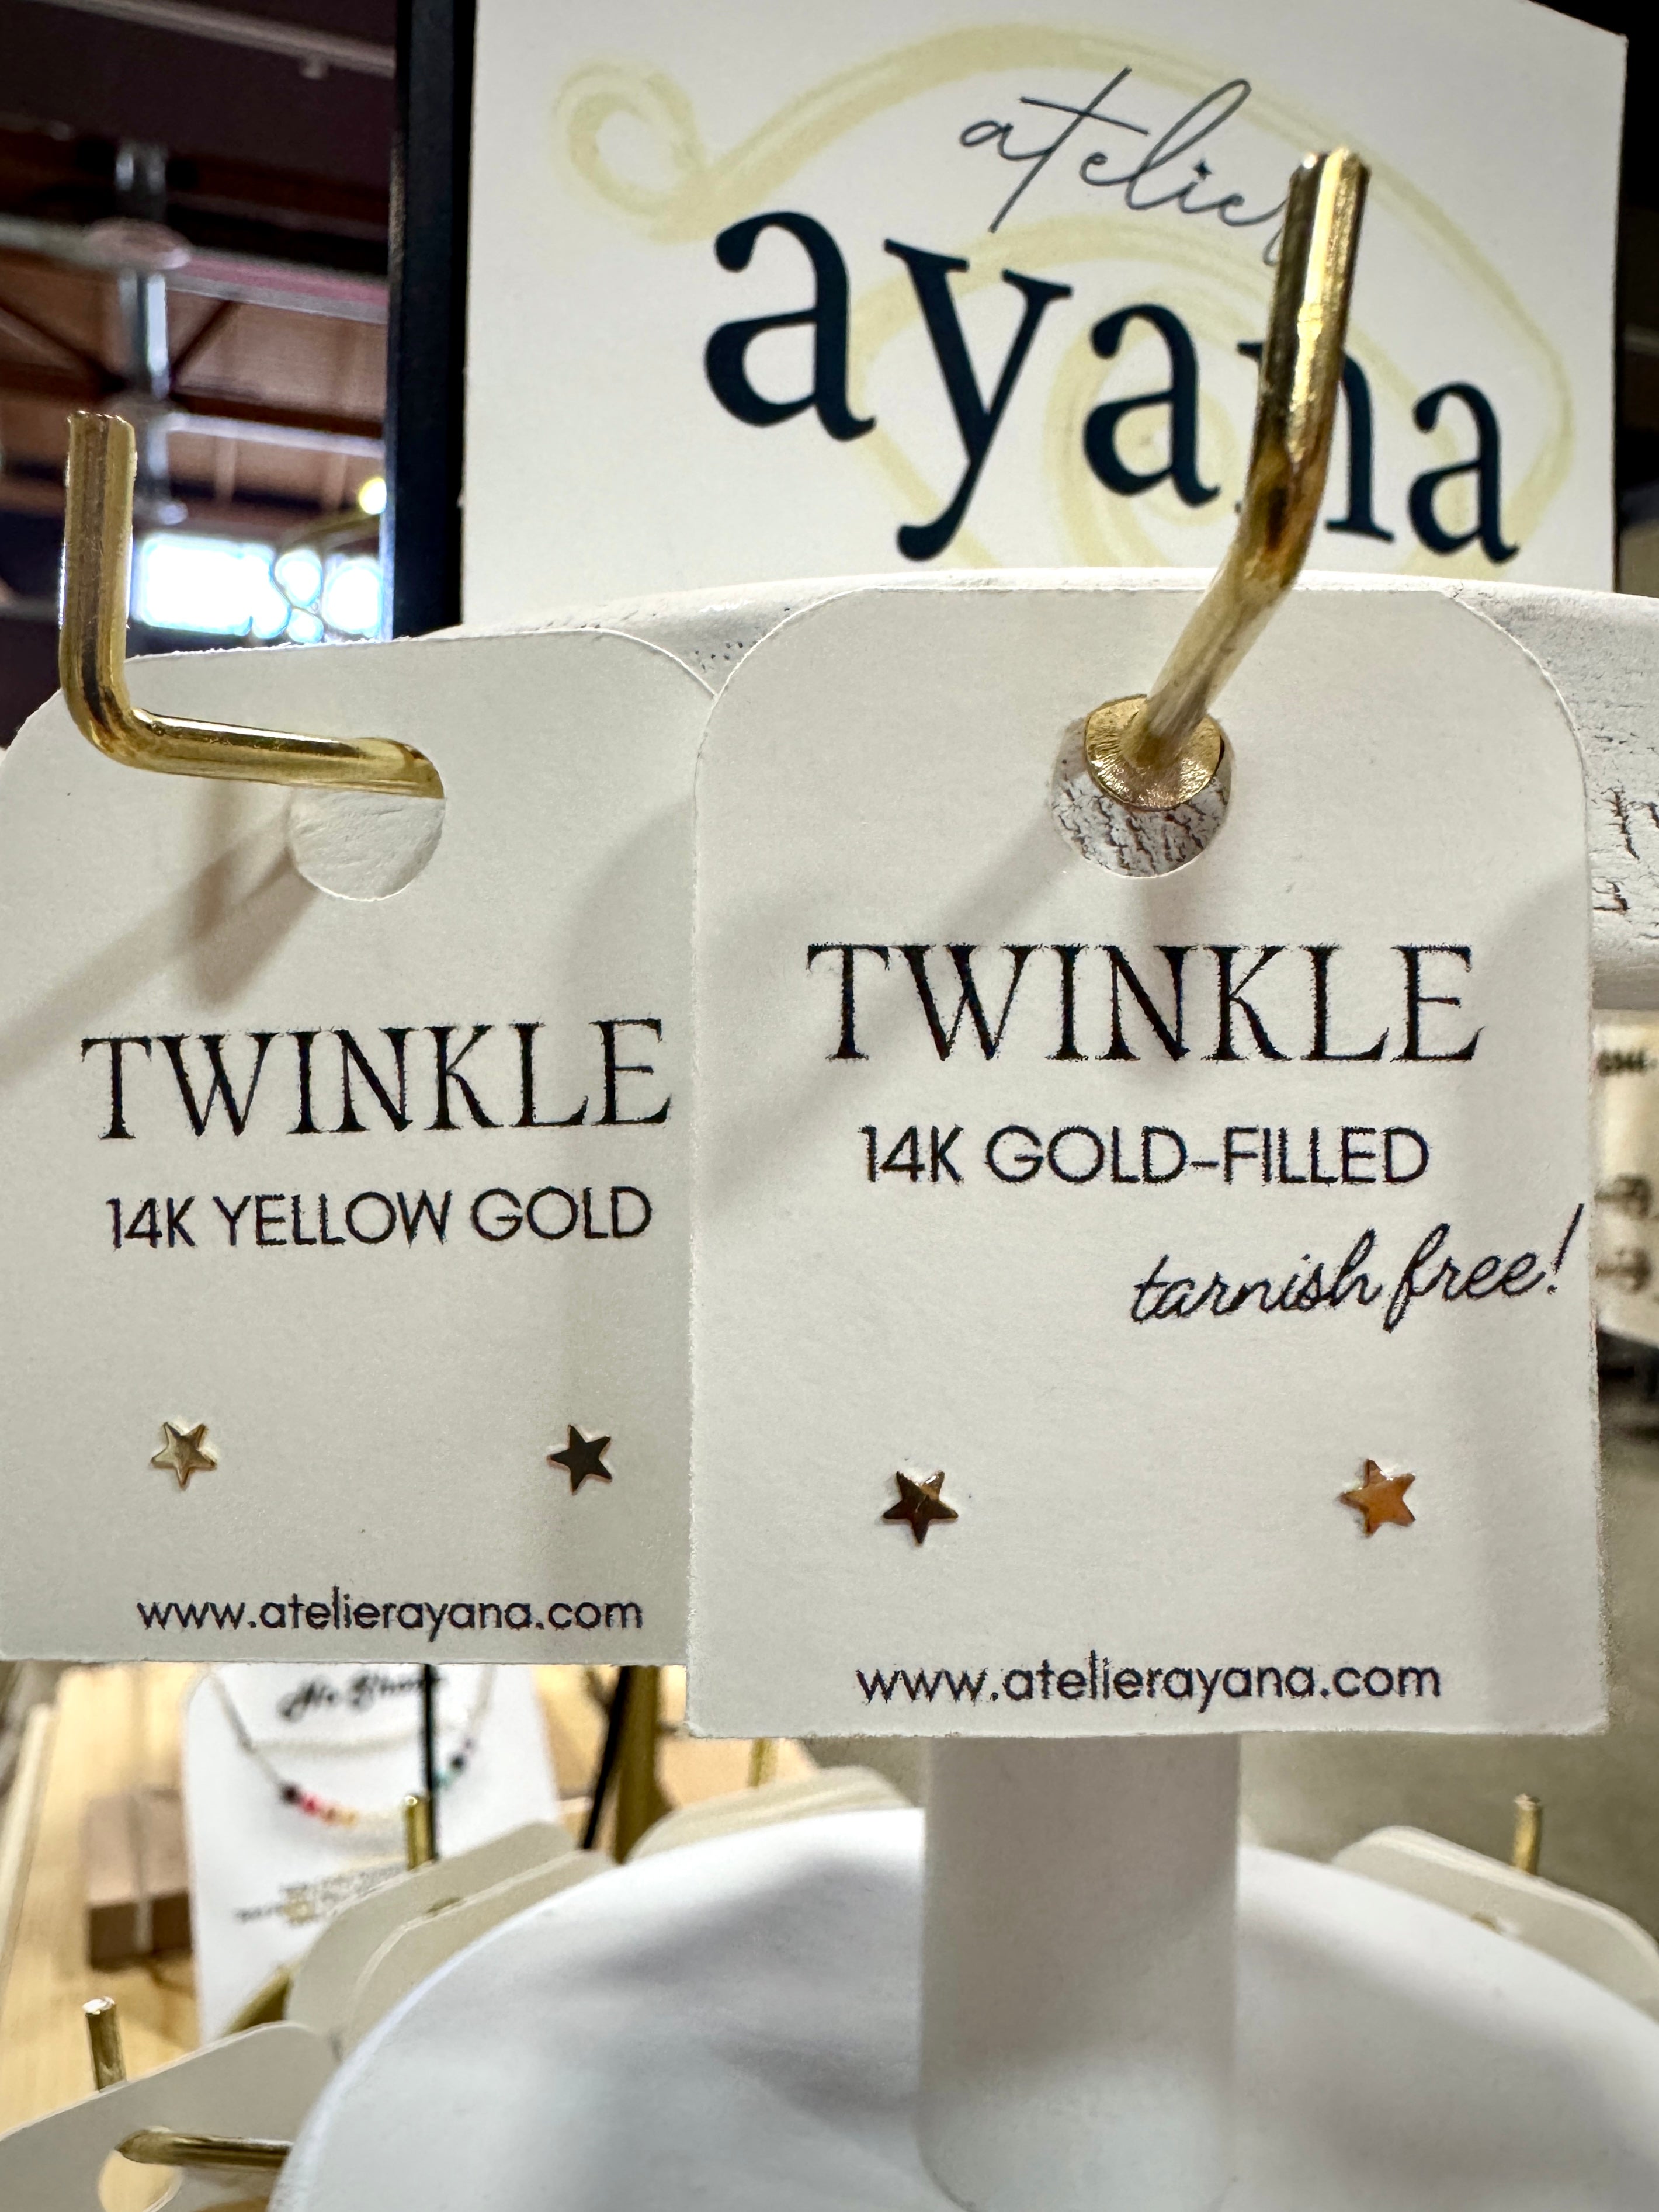 atelier
ayana
TWINKLE
14K YELLOW GOLD
www.atelierayana.com
TWINKLE
14K GOLD-FILLED
tarnish free!
www.atelierayana.com